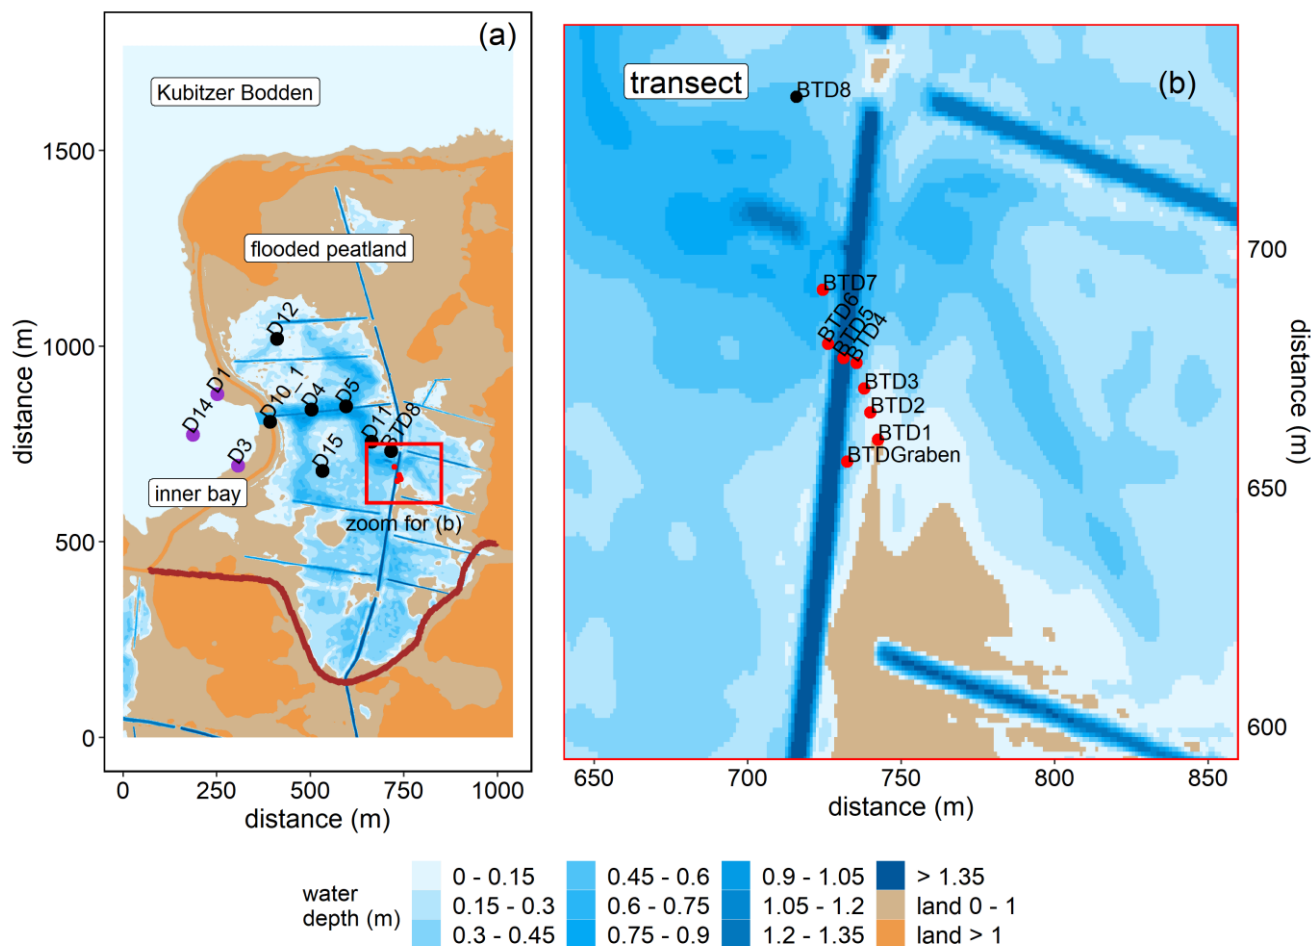 (a)
Kubitzer Bodden
flooded peatland
D12
D1
D14
D10_1
D4
D5
D3
D15
D11
BTD8
inner bay
zoom for (b)
1500
1000
500
0
distance (m)
0 250 500 750 1000
distance (m)
(b)
transect
BTD8
BTD7
BTD6
BTD5
BTD4
BTD3
BTD2
BTD1
BTDGraben
700
650
600
distance (m)
650 700 750 800 850
distance (m)
water
depth (m)
0 - 0.15 0.45 - 0.6 0.9 - 1.05 > 1.35
0.15 - 0.3 0.6 - 0.75 1.05 - 1.2 land 0 - 1
0.3 - 0.45 0.75 - 0.9 1.2 - 1.35 land > 1